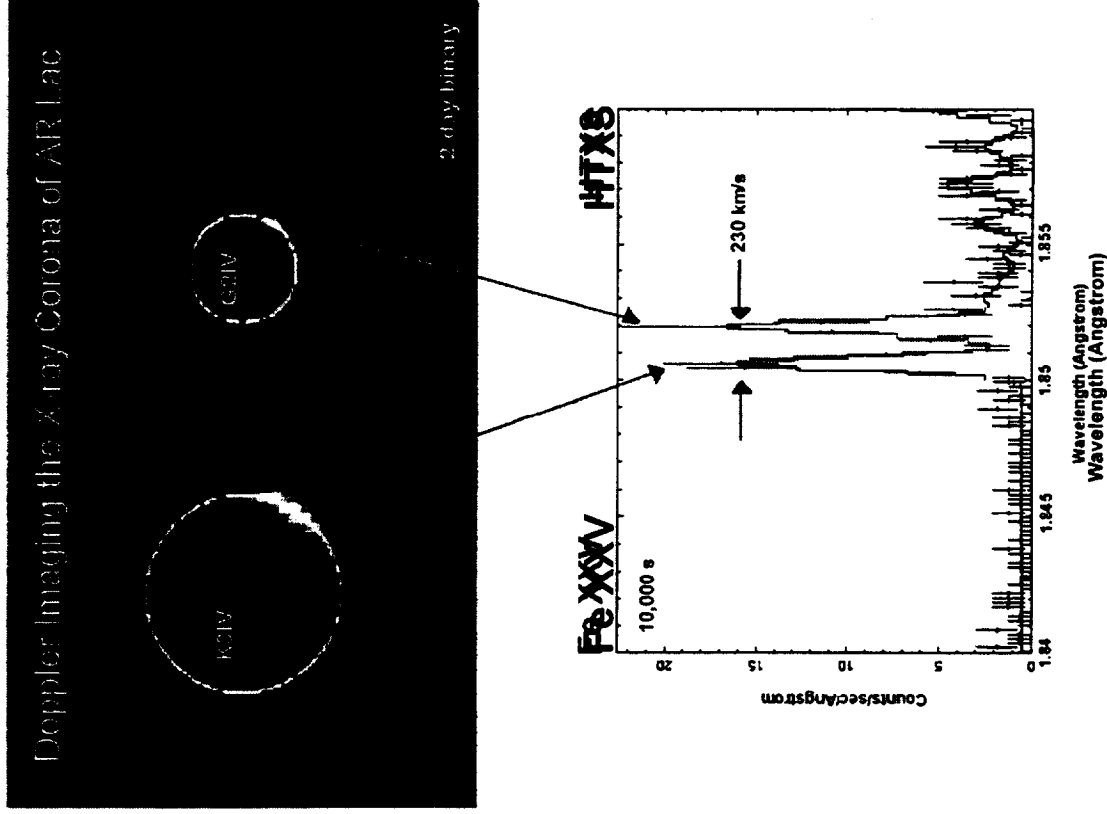 Doppler Imaging the X-ray Corona of AR Lac
KOIV
G2IV
2-day binary
Fe XXV
HTXS
10,000 s
230 km/s
20
15
10
5
0
Counts/sec/Angstrom
1.84
1.845
1.85
1.855
Wavelength (Angstrom)
Wavelength (Angstrom)